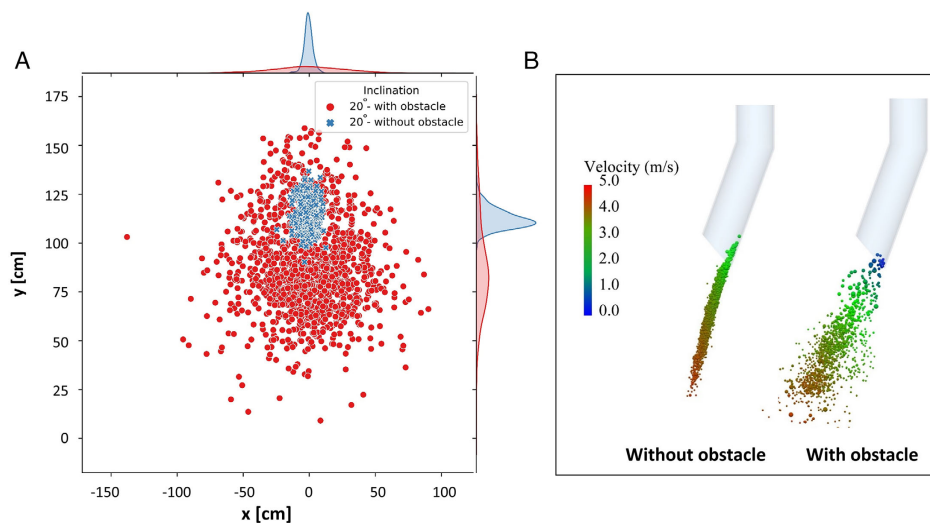 A
B
175
150
125
100
75
50
25
0
y [cm]
-150
-100
-50
0
50
100
x [cm]
Inclination
20°- with obstacle
20°- without obstacle
Velocity (m/s)
5.0
4.0
3.0
2.0
1.0
0.0
Without obstacle
With obstacle